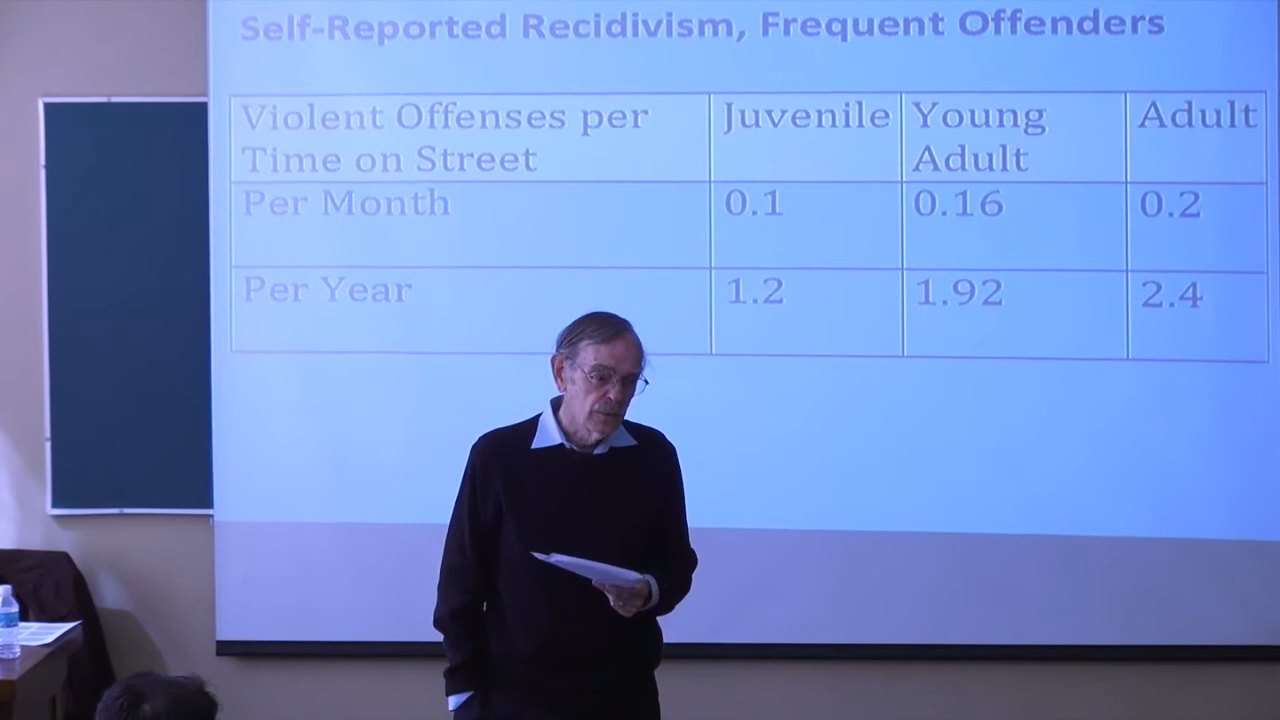 Self-Reported Recidivism, Frequent Offenders
Violent Offenses per Juvenile Young Adult
Time on Street Adult
Per Month 0.1 0.16 0.2
Per Year 1.2 1.92 2.4